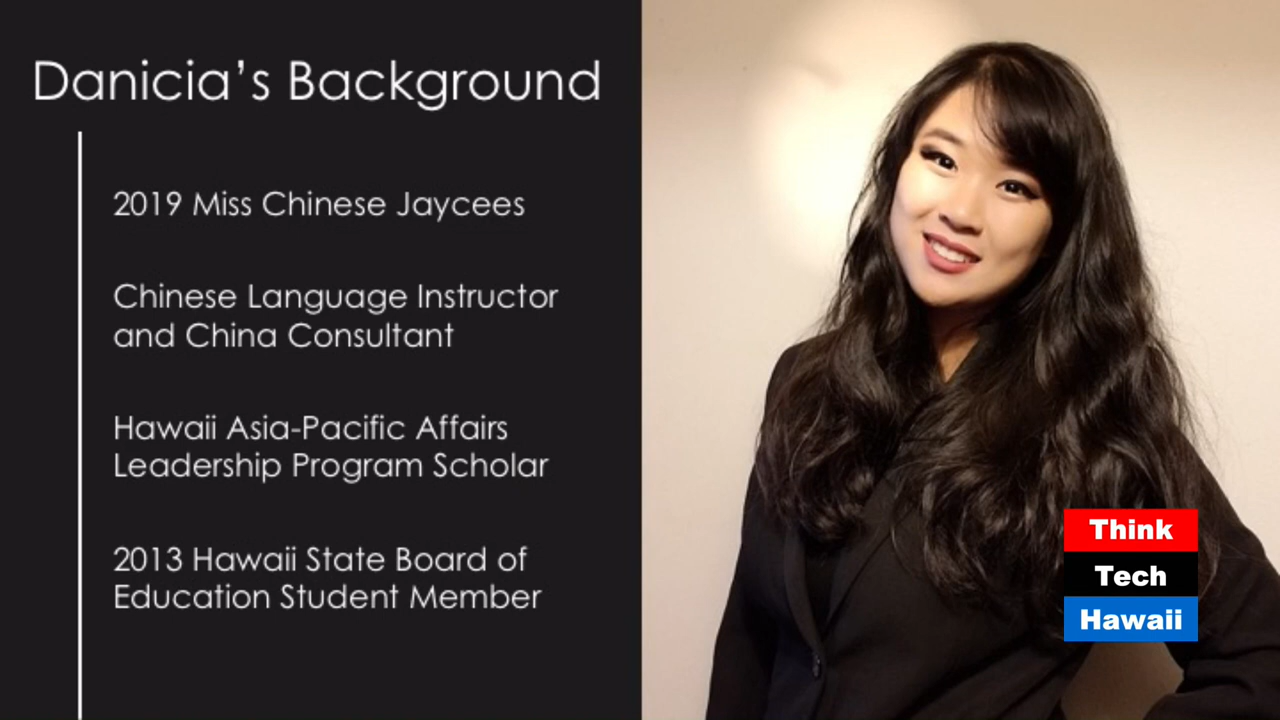 Danicia’s Background
2019 Miss Chinese Jaycees
Chinese Language Instructor
and China Consultant
Hawaii Asia-Pacific Affairs
Leadership Program Scholar
2013 Hawaii State Board of
Education Student Member
Think
Tech
Hawaii